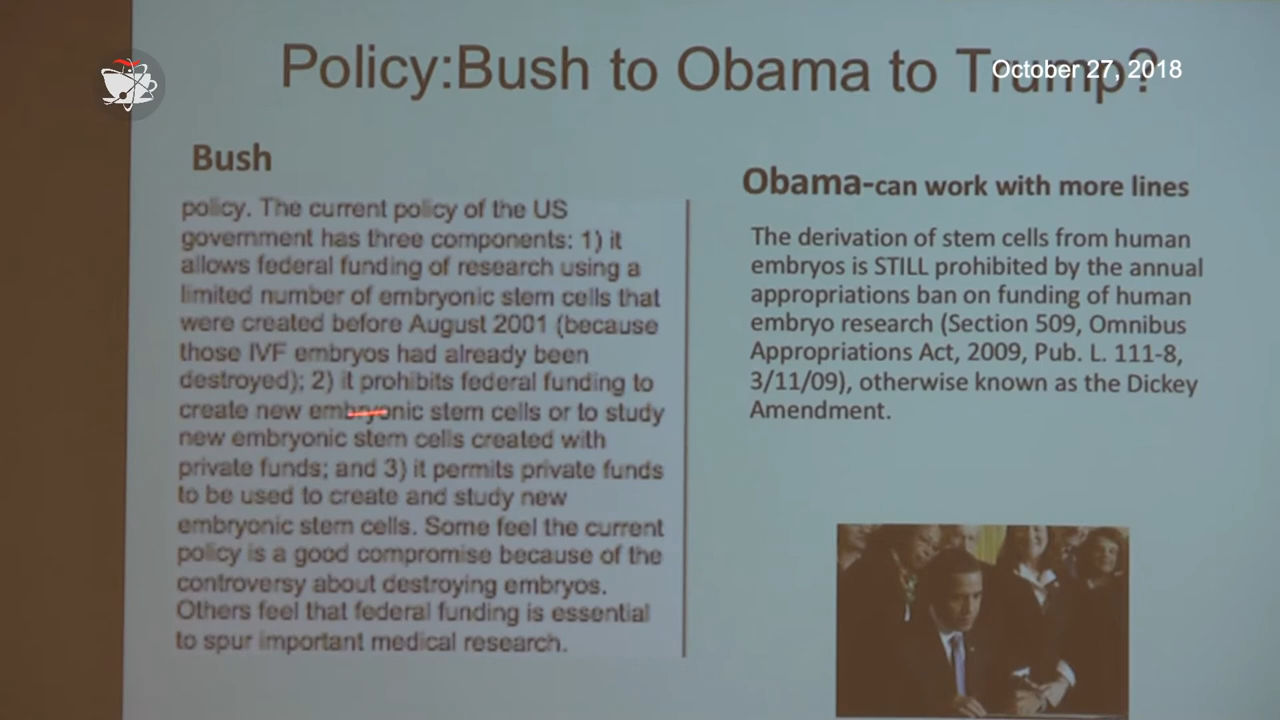 Policy:Bush to Obama to Trump?
October 27, 2018
Bush
policy. The current policy of the US
government has three components: 1) it
allows federal funding of research using a
limited number of embryonic stem cells that
were created before August 2001 (because
those IVF embryos had already been
destroyed); 2) it prohibits federal funding to
create new embryonic stem cells or to study
new embryonic stem cells created with
private funds; and 3) it permits private funds
to be used to create and study new
embryonic stem cells. Some feel the current
policy is a good compromise because of the
controversy about destroying embryos.
Others feel that federal funding is essential
to spur important medical research.
Obama-can work with more lines
The derivation of stem cells from human
embryos is STILL prohibited by the annual
appropriations ban on funding of human
embryo research (Section 509, Omnibus
Appropriations Act, 2009, Pub. L. 111-8,
3/11/09), otherwise known as the Dickey
Amendment.